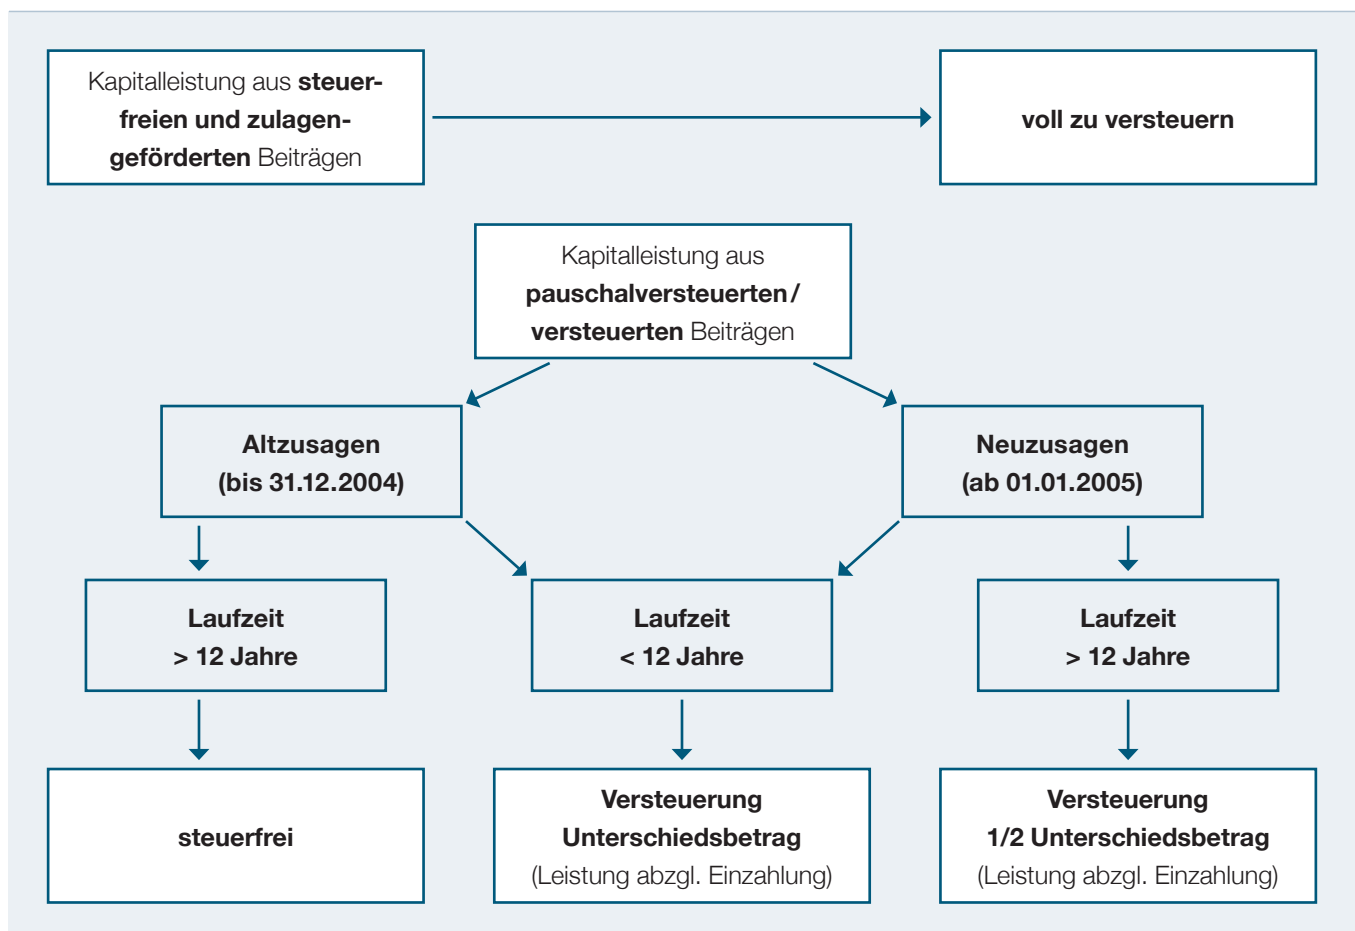 Kapitalleistung aus steuer-
freien und zulagen-
geförderten Beiträgen
voll zu versteuern
Kapitalleistung aus
pauschalversteuerten/
versteuerten Beiträgen
Altzusagen
(bis 31.12.2004)
Neuzusagen
(ab 01.01.2005)
Laufzeit
> 12 Jahre
Laufzeit
< 12 Jahre
Laufzeit
> 12 Jahre
steuerfrei
Versteuerung
Unterschiedsbetrag
(Leistung abzgl. Einzahlung)
Versteuerung
1/2 Unterschiedsbetrag
(Leistung abzgl. Einzahlung)